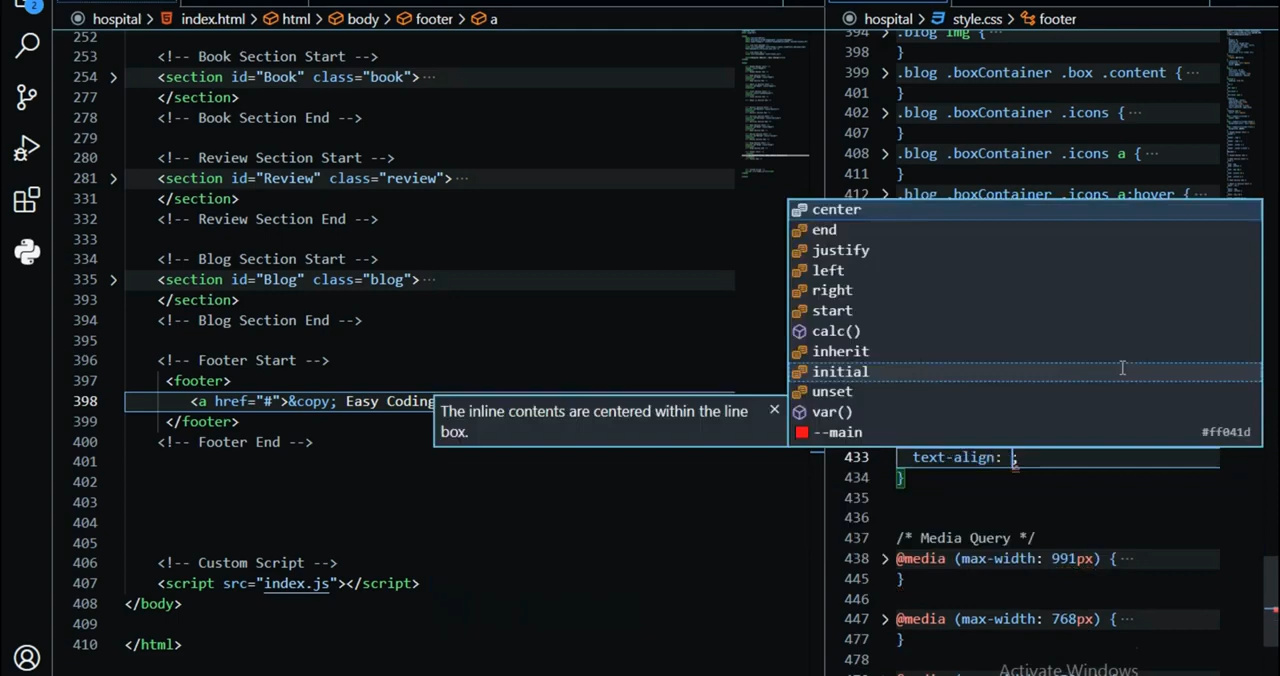 2
hospital > index.html > html > body > footer > a
252
253 <!-- Book Section Start -->
254 > <section id="Book" class="book">···
277 </section>
278 <!-- Book Section End -->
279
280 <!-- Review Section Start -->
281 > <section id="Review" class="review">···
331 </section>
332 <!-- Review Section End -->
333
334 <!-- Blog Section Start -->
335 > <section id="Blog" class="blog">···
393 </section>
394 <!-- Blog Section End -->
395
396 <!-- Footer Start -->
397 <footer>
398 <a href="#">&copy; Easy Coding
399 </footer>
400 <!-- Footer End -->
401
402
403
404
405
406 <!-- Custom Script -->
407 <script src="index.js"></script>
408 </body>
409
410 </html>
The inline contents are centered within the line
box.
hospital > style.css > footer
394 > .blog img {···
398 }
399 > .blog .boxContainer .box .content {···
401 }
402 > .blog .boxContainer .icons {···
407 }
408 > .blog .boxContainer .icons a {···
411 }
412 > .blog .boxContainer .icons a:hover {···
center
end
justify
left
right
start
calc()
inherit
initial
unset
var()
--main #ff041d
433 text-align: ;
434 }
435
436
437 /* Media Query */
438 > @media (max-width: 991px) {···
445 }
446
447 > @media (max-width: 768px) {···
477 }
478
Activate Windows